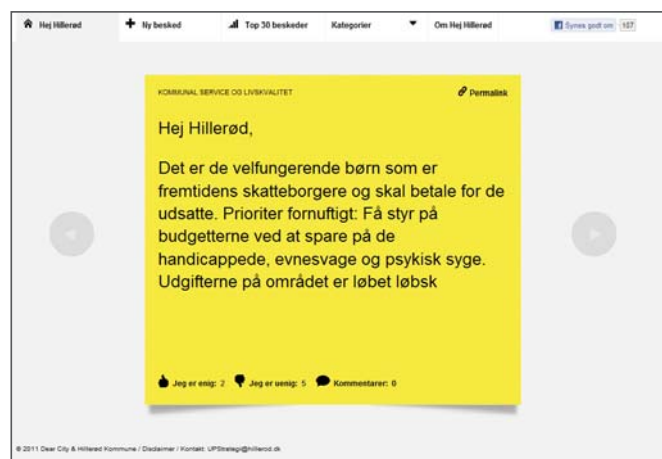 Hej Hillerød
Ny besked
Top 30 beskeder
Kategorier
Om Hej Hillerød
Synes godt om
167
KOMMUNAL SERVICE OG LIVSKVALITET
Permalink
Hej Hillerød,
Det er de velfungerende børn som er
fremtidens skatteborgere og skal betale for de
udsatte. Prioriter fornuftigt: Få styr på
budgetterne ved at spare på de
handicappede, evnesvage og psykisk syge.
Udgifterne på området er løbet løbsk
Jeg er enig: 2
Jeg er uenig: 5
Kommentarer: 0
© 2011 Dear City & Hillerød Kommune / Disclaimer / Kontakt: UPStrategi@hillerod.dk